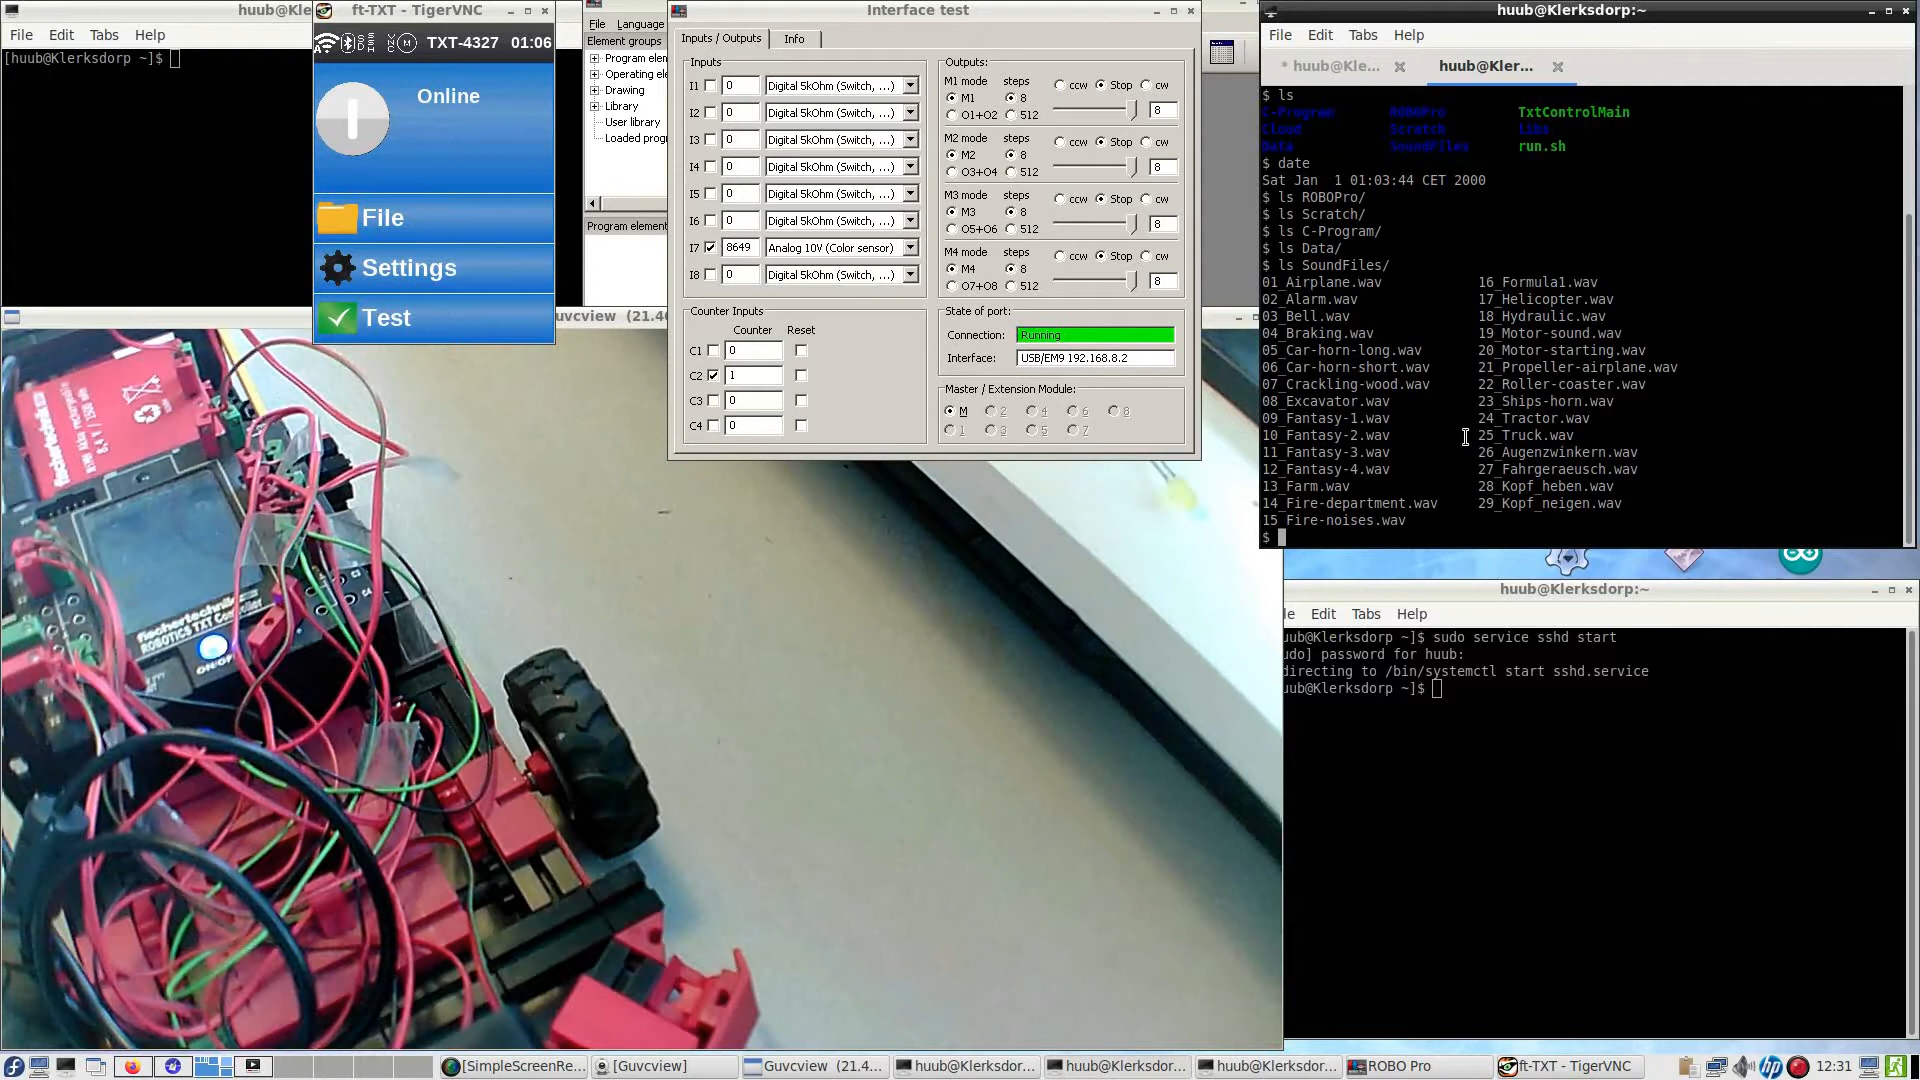 huub@Kler
File Edit Tabs Help
[huub@Klerksdorp ~]$
ft-TXT - TigerVNC
TXT-4327 01:06
Online
File
Settings
Test
File Language
Element groups
Program elen
Operating ele
Drawing
Library
User library
Loaded progr
Program element
Interface test
Inputs / Outputs Info
Inputs
I1 0 Digital 5kOhm (Switch, ...)
I2 0 Digital 5kOhm (Switch, ...)
I3 0 Digital 5kOhm (Switch, ...)
I4 0 Digital 5kOhm (Switch, ...)
I5 0 Digital 5kOhm (Switch, ...)
I6 0 Digital 5kOhm (Switch, ...)
I7 8649 Analog 10V (Color sensor)
I8 0 Digital 5kOhm (Switch, ...)
Counter Inputs
Counter Reset
C1 0
C2 1
C3 0
C4 0
Outputs:
M1 mode steps ccw Stop cw
M1 8 8
O1+O2 512
M2 mode steps ccw Stop cw
M2 8 8
O3+O4 512
M3 mode steps ccw Stop cw
M3 8 8
O5+O6 512
M4 mode steps ccw Stop cw
M4 8 8
O7+O8 512
State of port:
Connection: Running
Interface: USB/EM9 192.168.8.2
Master / Extension Module:
M 2 4 6 8
1 3 5 7
huub@Klerksdorp:~
File Edit Tabs Help
* huub@Kle... huub@Kler...
$ ls
C-Program ROBOPro TxtControlMain
Cloud Scratch libs
Data SoundFiles run.sh
$ date
Sat Jan 1 01:03:44 CET 2000
$ ls ROBOPro/
$ ls Scratch/
$ ls C-Program/
$ ls Data/
$ ls SoundFiles/
01_Airplane.wav 16_Formula1.wav
02_Alarm.wav 17_Helicopter.wav
03_Bell.wav 18_Hydraulic.wav
04_Braking.wav 19_Motor-sound.wav
05_Car-horn-long.wav 20_Motor-starting.wav
06_Car-horn-short.wav 21_Propeller-airplane.wav
07_Crackling-wood.wav 22_Roller-coaster.wav
08_Excavator.wav 23_Ships-horn.wav
09_Fantasy-1.wav 24_Tractor.wav
10_Fantasy-2.wav 25_Truck.wav
11_Fantasy-3.wav 26_Augenzwinkern.wav
12_Fantasy-4.wav 27_Fahrgeraeusch.wav
13_Farm.wav 28_Kopf_heben.wav
14_Fire-department.wav 29_Kopf_neigen.wav
15_Fire-noises.wav
$
uvcview (21.46
fischertechnik
8,4 V
fischertechnik
ROBOTICS TXT Controller
ON/OFF
huub@Klerksdorp:~
le Edit Tabs Help
uub@Klerksdorp ~]$ sudo service sshd start
udo] password for huub:
directing to /bin/systemctl start sshd.service
uub@Klerksdorp ~]$
[SimpleScreenRe... [Guvcview] Guvcview (21.4... huub@Klerksdor... huub@Klerksdor... huub@Klerksdor... ROBO Pro ft-TXT - TigerVNC 12:31